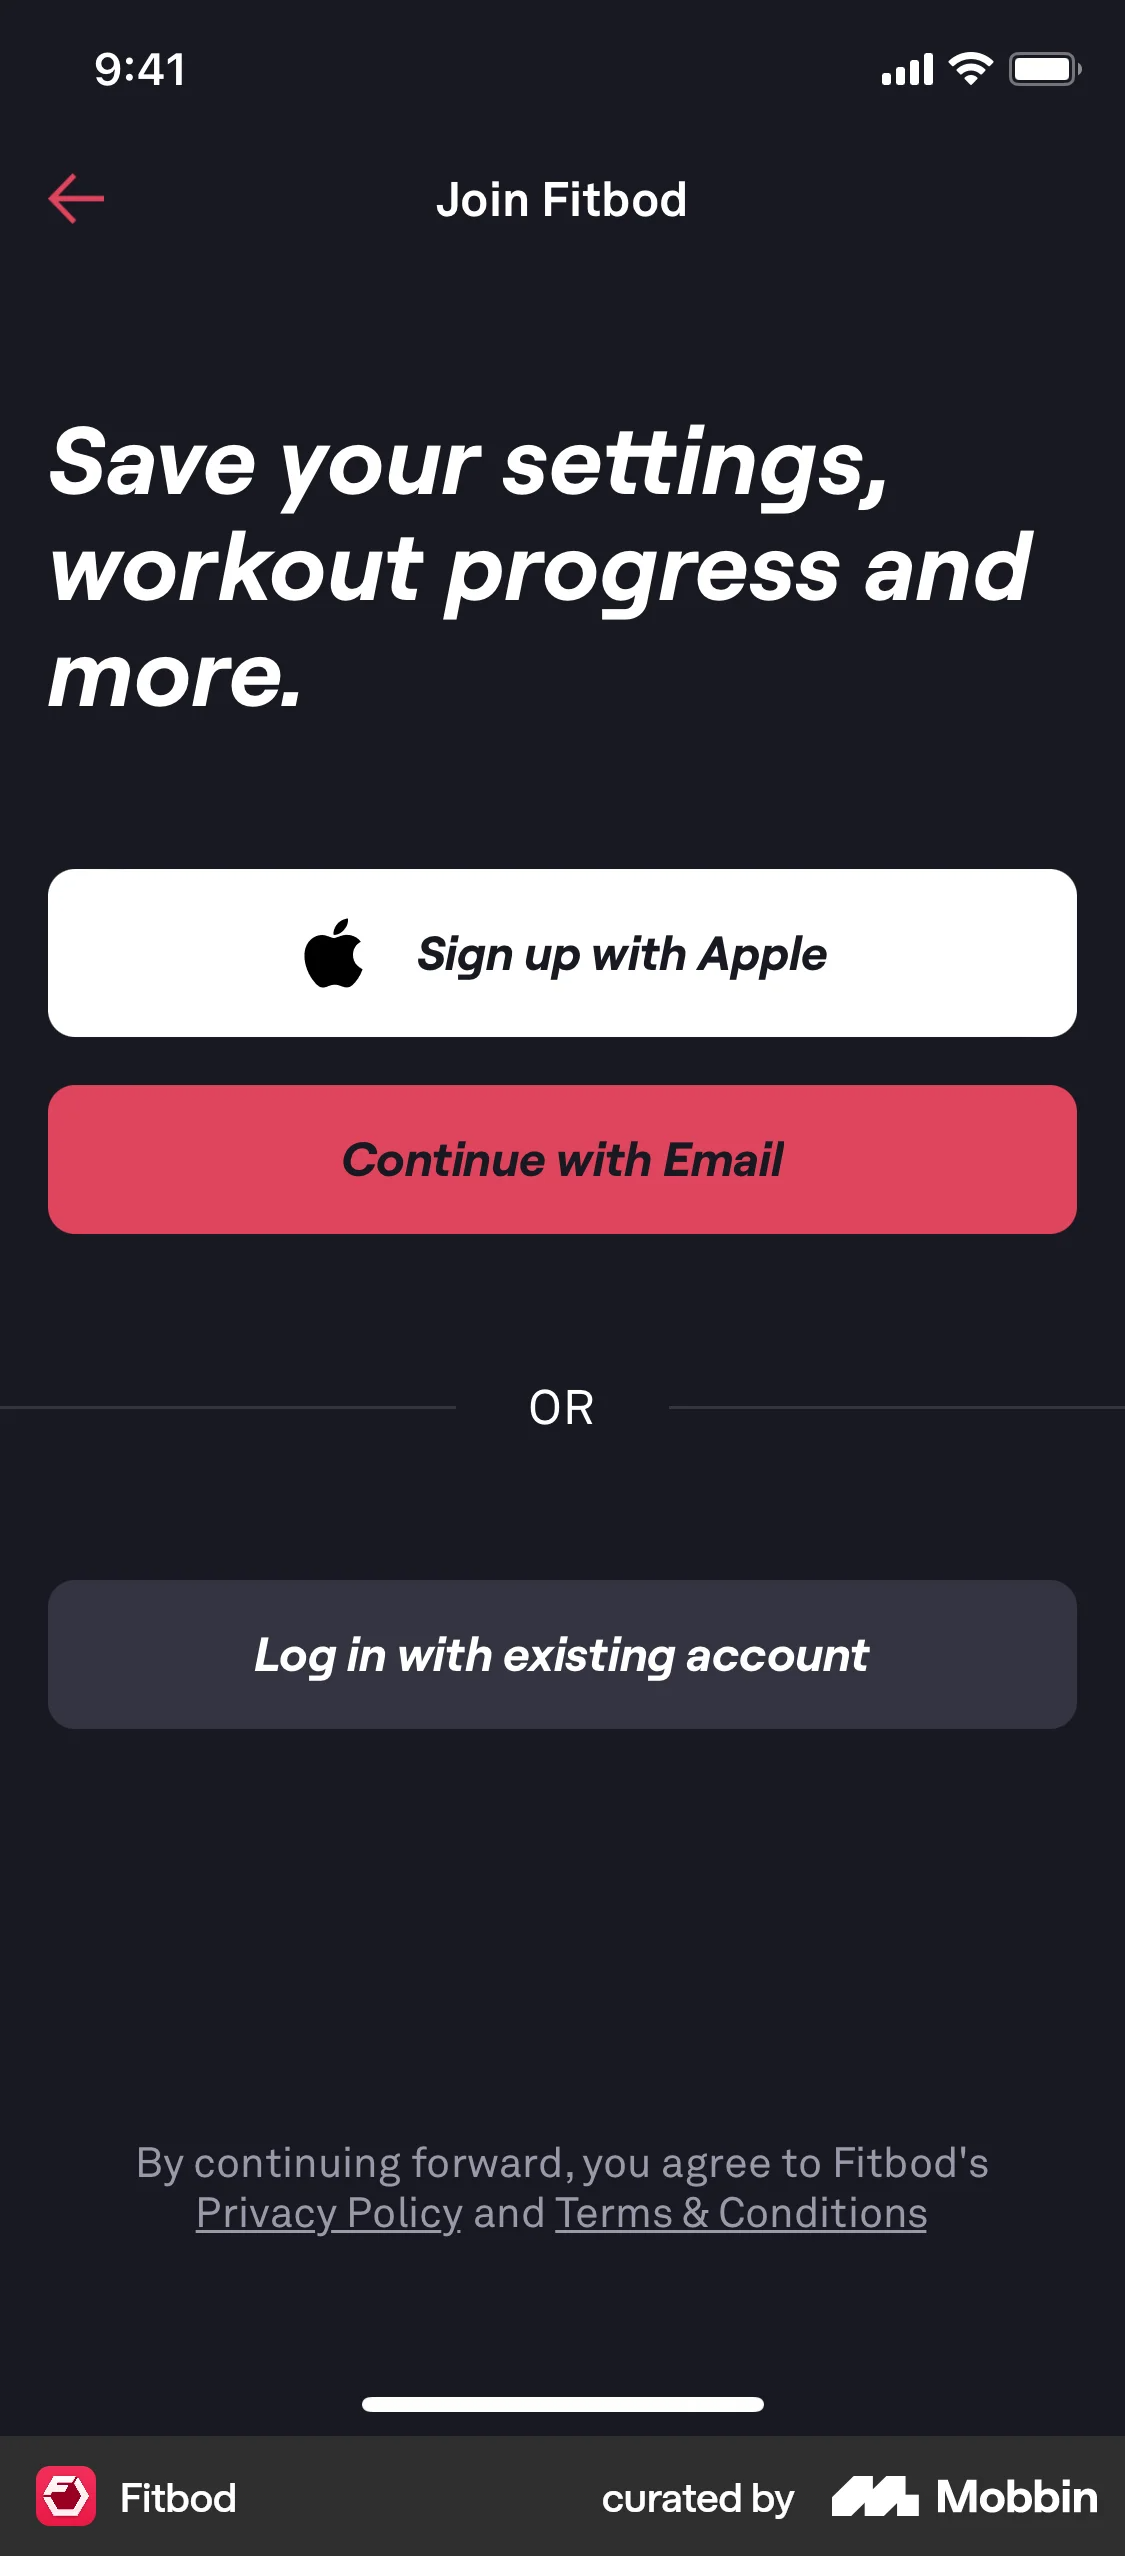 9:41
Join Fitbod
Save your settings,
workout progress and
more.
Sign up with Apple
Continue with Email
OR
Log in with existing account
By continuing forward, you agree to Fitbod's
Privacy Policy and Terms & Conditions
Fitbod
curated by Mobbin